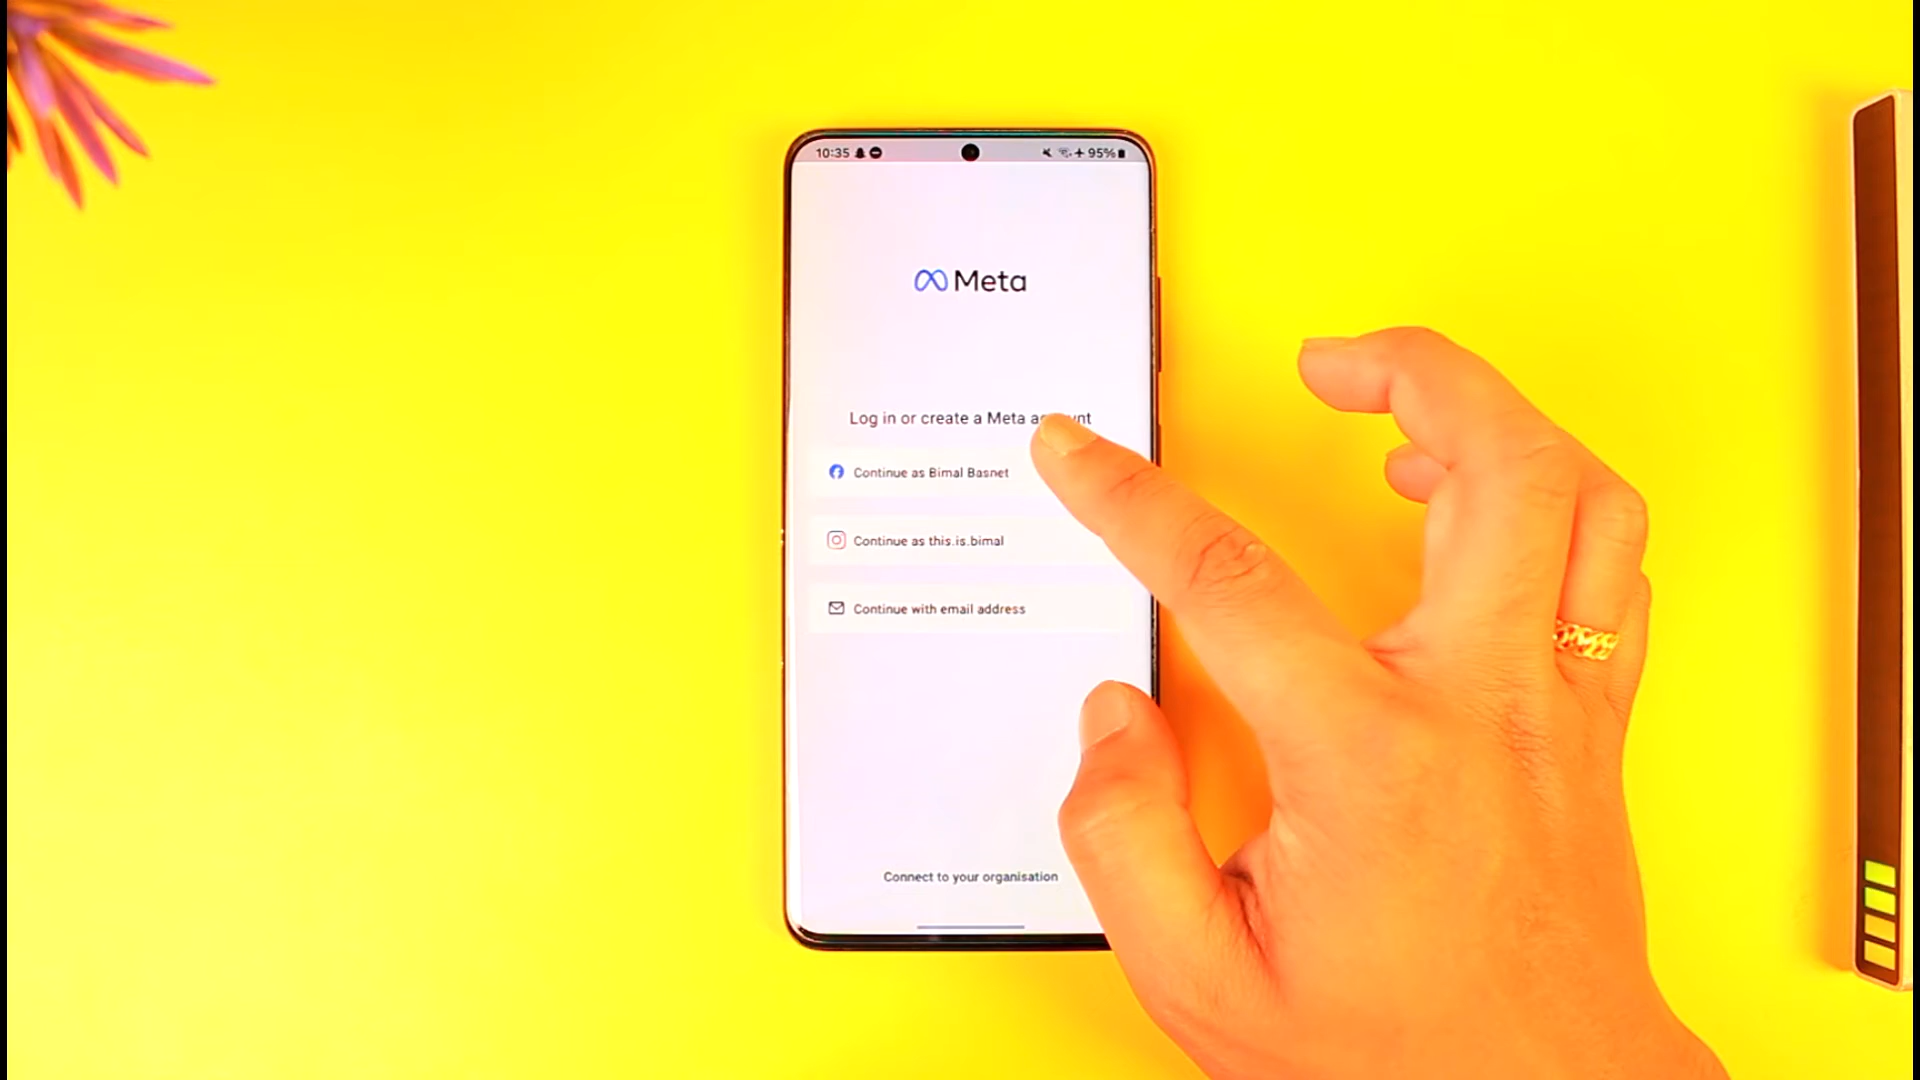 10:35 95%
Meta
Log in or create a Meta account
Continue as Bimal Basnet
Continue as this.is.bimal
Continue with email address
Connect to your organisation